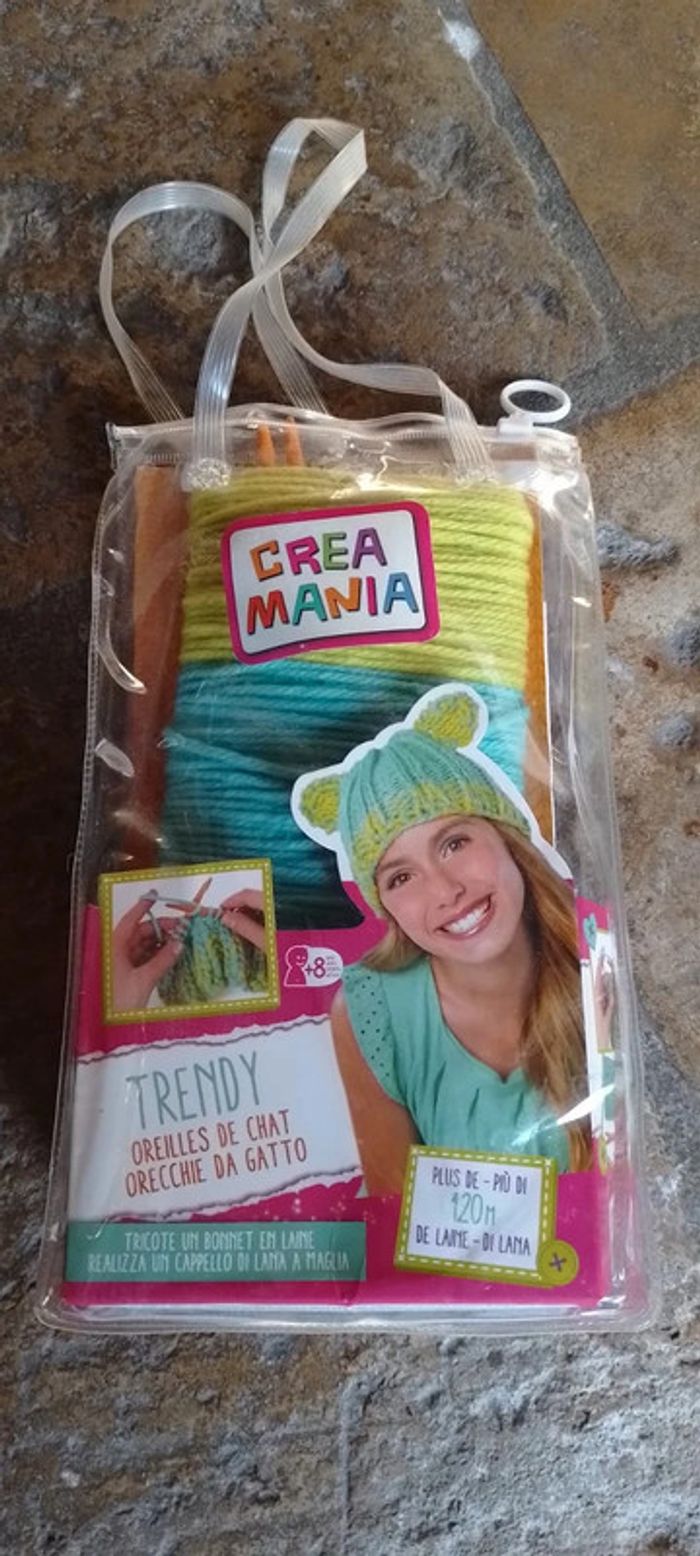 CREA
MANIA
+8
TRENDY
OREILLES DE CHAT
ORECCHIE DA GATTO
PLUS DE - PIÙ DI
120M
DE LAINE - DI LANA
TRICOTE UN BONNET EN LAINE
REALIZZA UN CAPPELLO DI LANA A MAGLIA